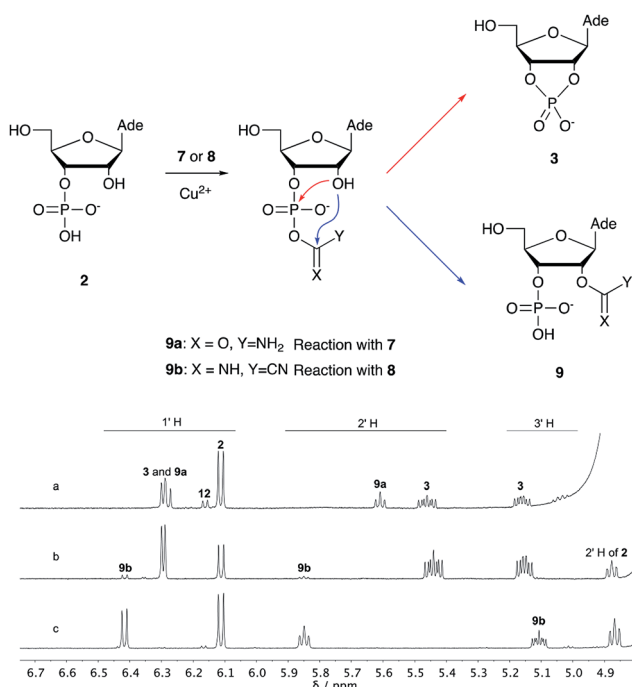 HO
O
Ade
O
O
P
O
O-
3
HO
O
Ade
O
OH
O=P-O-
OH
2
7 or 8
Cu2+
HO
O
Ade
O
OH
O=P-O-
O
Y
X
HO
O
Ade
O
O
Y
X
O=P-O-
OH
9
9a: X = O, Y=NH₂ Reaction with 7
9b: X = NH, Y=CN Reaction with 8
1' H
2' H
3' H
2
3 and 9a
12
9a
3
3
a
9b
9b
2' H of 2
b
9b
c
6.7 6.6 6.5 6.4 6.3 6.2 6.1 6.0 5.9 5.8 5.7 5.6 5.5 5.4 5.3 5.2 5.1 5.0 4.9
δ / ppm